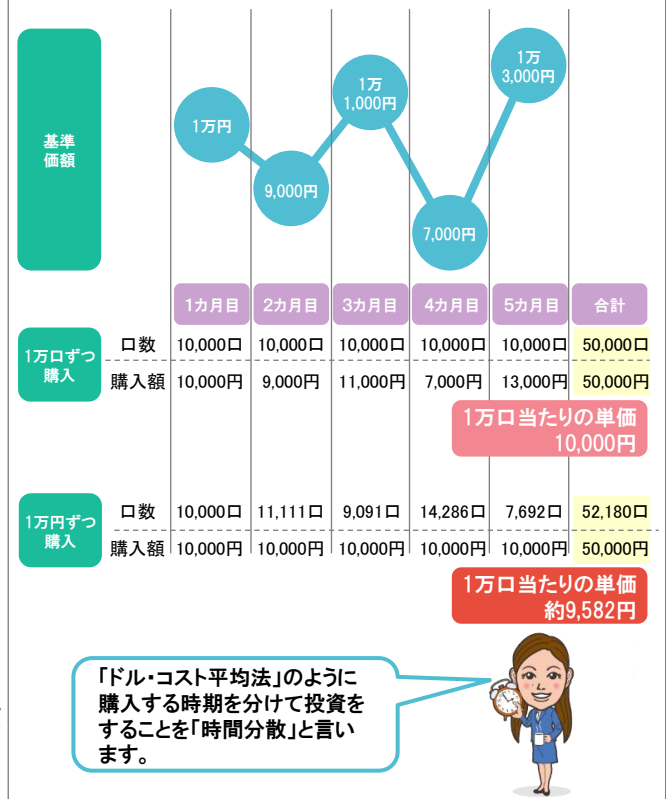 基準
価額
1万円
9,000円
1万
1,000円
7,000円
1万
3,000円
1カ月目 2カ月目 3カ月目 4カ月目 5カ月目 合計
1万口ずつ
購入
口数 10,000口 10,000口 10,000口 10,000口 10,000口 50,000口
購入額 10,000円 9,000円 11,000円 7,000円 13,000円 50,000円
1万口当たりの単価
10,000円
1万円ずつ
購入
口数 10,000口 11,111口 9,091口 14,286口 7,692口 52,180口
購入額 10,000円 10,000円 10,000円 10,000円 10,000円 50,000円
1万口当たりの単価
約9,582円
「ドル・コスト平均法」のように
購入する時期を分けて投資を
することを「時間分散」と言い
ます。